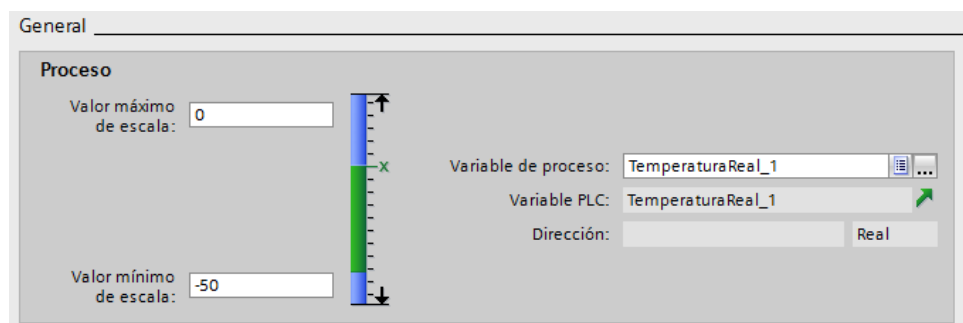 General
Proceso
Valor máximo
de escala:
0
x
Variable de proceso: TemperaturaReal_1 ...
Variable PLC: TemperaturaReal_1
Dirección: Real
Valor mínimo
de escala:
-50